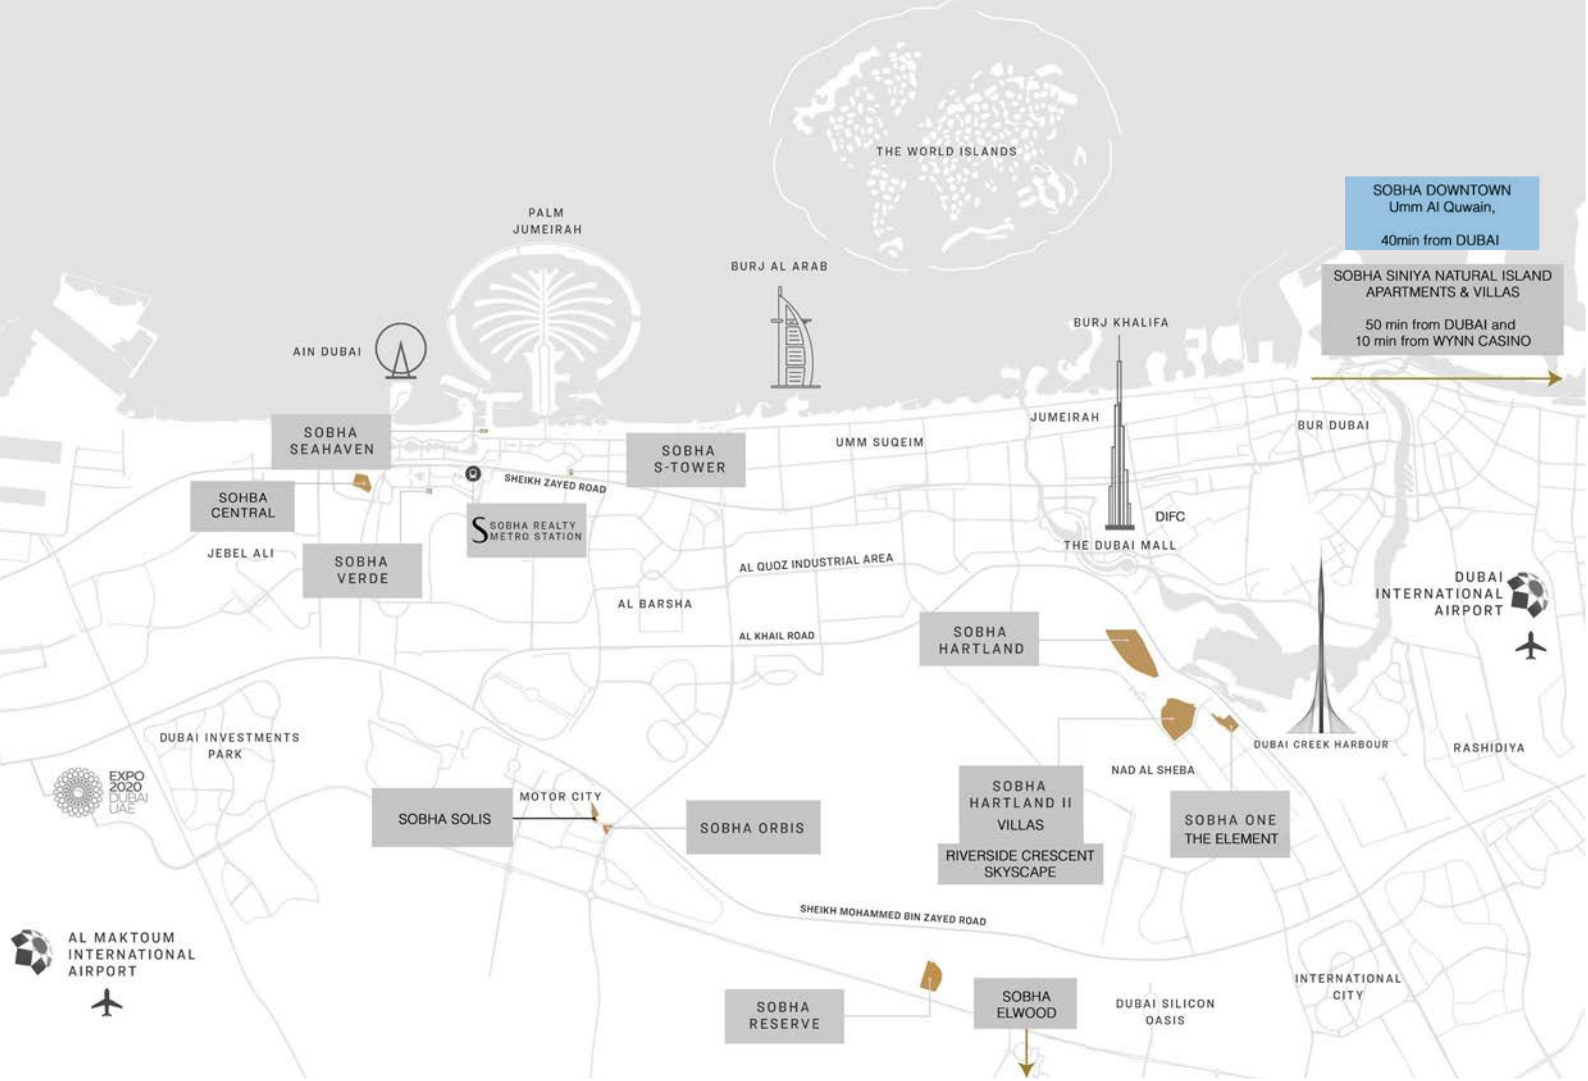 THE WORLD ISLANDS
SOBHA DOWNTOWN
Umm Al Quwain,
40min from DUBAI
PALM
JUMEIRAH
BURJ AL ARAB
SOBHA SINIYA NATURAL ISLAND
APARTMENTS & VILLAS
50 min from DUBAI and
10 min from WYNN CASINO
BURJ KHALIFA
AIN DUBAI
JUMEIRAH
BUR DUBAI
SOBHA
SEAHAVEN
UMM SUQEIM
SOBHA
S-TOWER
SHEIKH ZAYED ROAD
SOHBA
CENTRAL
DIFC
S SOBHA REALTY
METRO STATION
THE DUBAI MALL
JEBEL ALI
SOBHA
VERDE
AL QUOZ INDUSTRIAL AREA
DUBAI
INTERNATIONAL
AIRPORT
AL BARSHA
AL KHAIL ROAD
SOBHA
HARTLAND
DUBAI INVESTMENTS
PARK
DUBAI CREEK HARBOUR
RASHIDIYA
NAD AL SHEBA
EXPO
2020
DUBAI
UAE
MOTOR CITY
SOBHA SOLIS
SOBHA ORBIS
SOBHA
HARTLAND II
VILLAS
RIVERSIDE CRESCENT
SKYSCAPE
SOBHA ONE
THE ELEMENT
SHEIKH MOHAMMED BIN ZAYED ROAD
AL MAKTOUM
INTERNATIONAL
AIRPORT
SOBHA
RESERVE
SOBHA
ELWOOD
DUBAI SILICON
OASIS
INTERNATIONAL
CITY